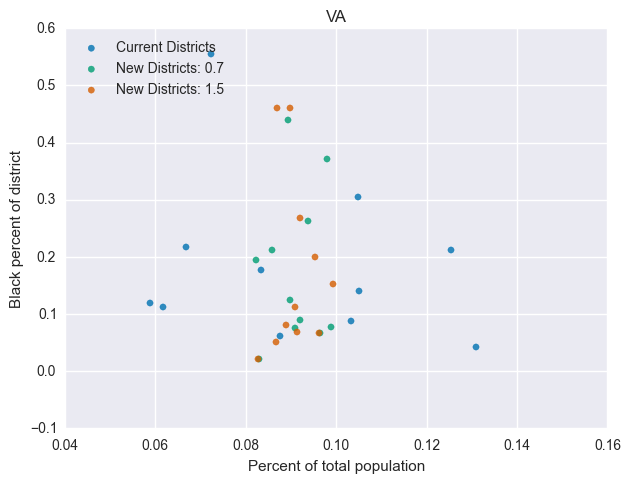 VA
0.6
0.5
0.4
0.3
0.2
0.1
0.0
−0.1
Black percent of district
Current Districts
New Districts: 0.7
New Districts: 1.5
0.04 0.06 0.08 0.10 0.12 0.14 0.16
Percent of total population